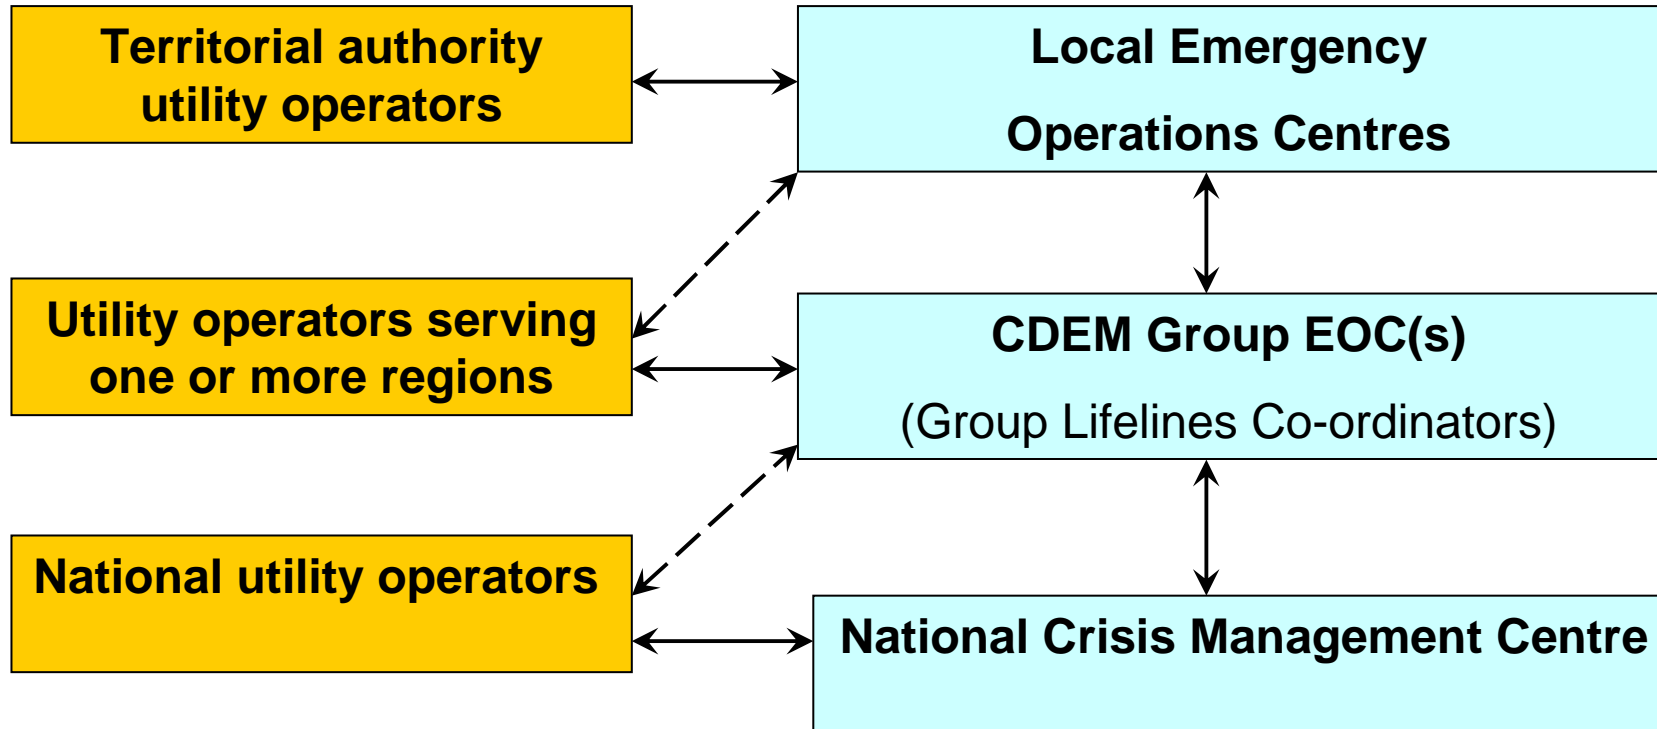 Territorial authority
utility operators
Local Emergency
Operations Centres
Utility operators serving
one or more regions
CDEM Group EOC(s)
(Group Lifelines Co-ordinators)
National utility operators
National Crisis Management Centre